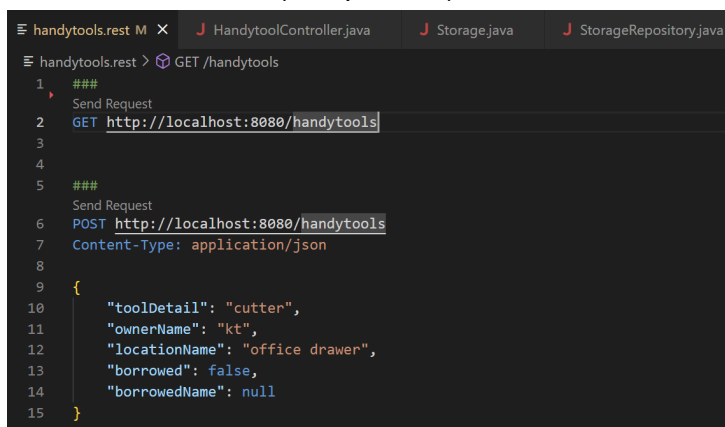 handytools.rest M HandytoolController.java Storage.java StorageRepository.java
handytools.rest > GET /handytools
1 ###
Send Request
2 GET http://localhost:8080/handytools
3
4
5 ###
Send Request
6 POST http://localhost:8080/handytools
7 Content-Type: application/json
8
9 {
10 "toolDetail": "cutter",
11 "ownerName": "kt",
12 "locationName": "office drawer",
13 "borrowed": false,
14 "borrowedName": null
15 }